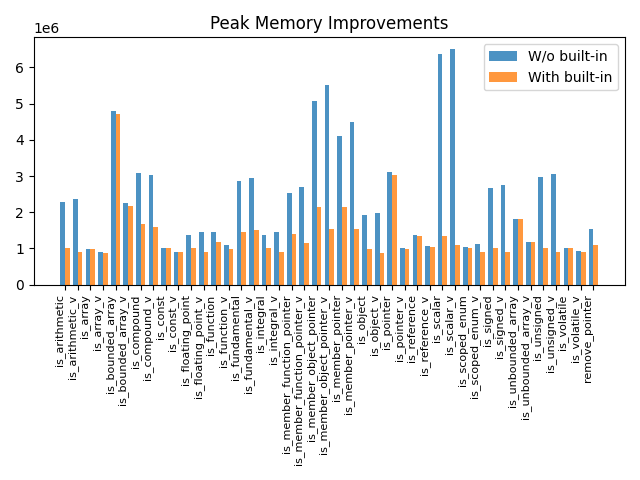 Peak Memory Improvements
1e6
W/o built-in
With built-in
6
5
4
3
2
1
0
is_arithmetic
is_arithmetic_v
is_array
is_array_v
is_bounded_array
is_bounded_array_v
is_compound
is_compound_v
is_const
is_const_v
is_floating_point
is_floating_point_v
is_function
is_function_v
is_fundamental
is_fundamental_v
is_integral
is_integral_v
is_member_function_pointer
is_member_function_pointer_v
is_member_object_pointer
is_member_object_pointer_v
is_member_pointer
is_member_pointer_v
is_object
is_object_v
is_pointer
is_pointer_v
is_reference
is_reference_v
is_scalar
is_scalar_v
is_scoped_enum
is_scoped_enum_v
is_signed
is_signed_v
is_unbounded_array
is_unbounded_array_v
is_unsigned
is_unsigned_v
is_volatile
is_volatile_v
remove_pointer